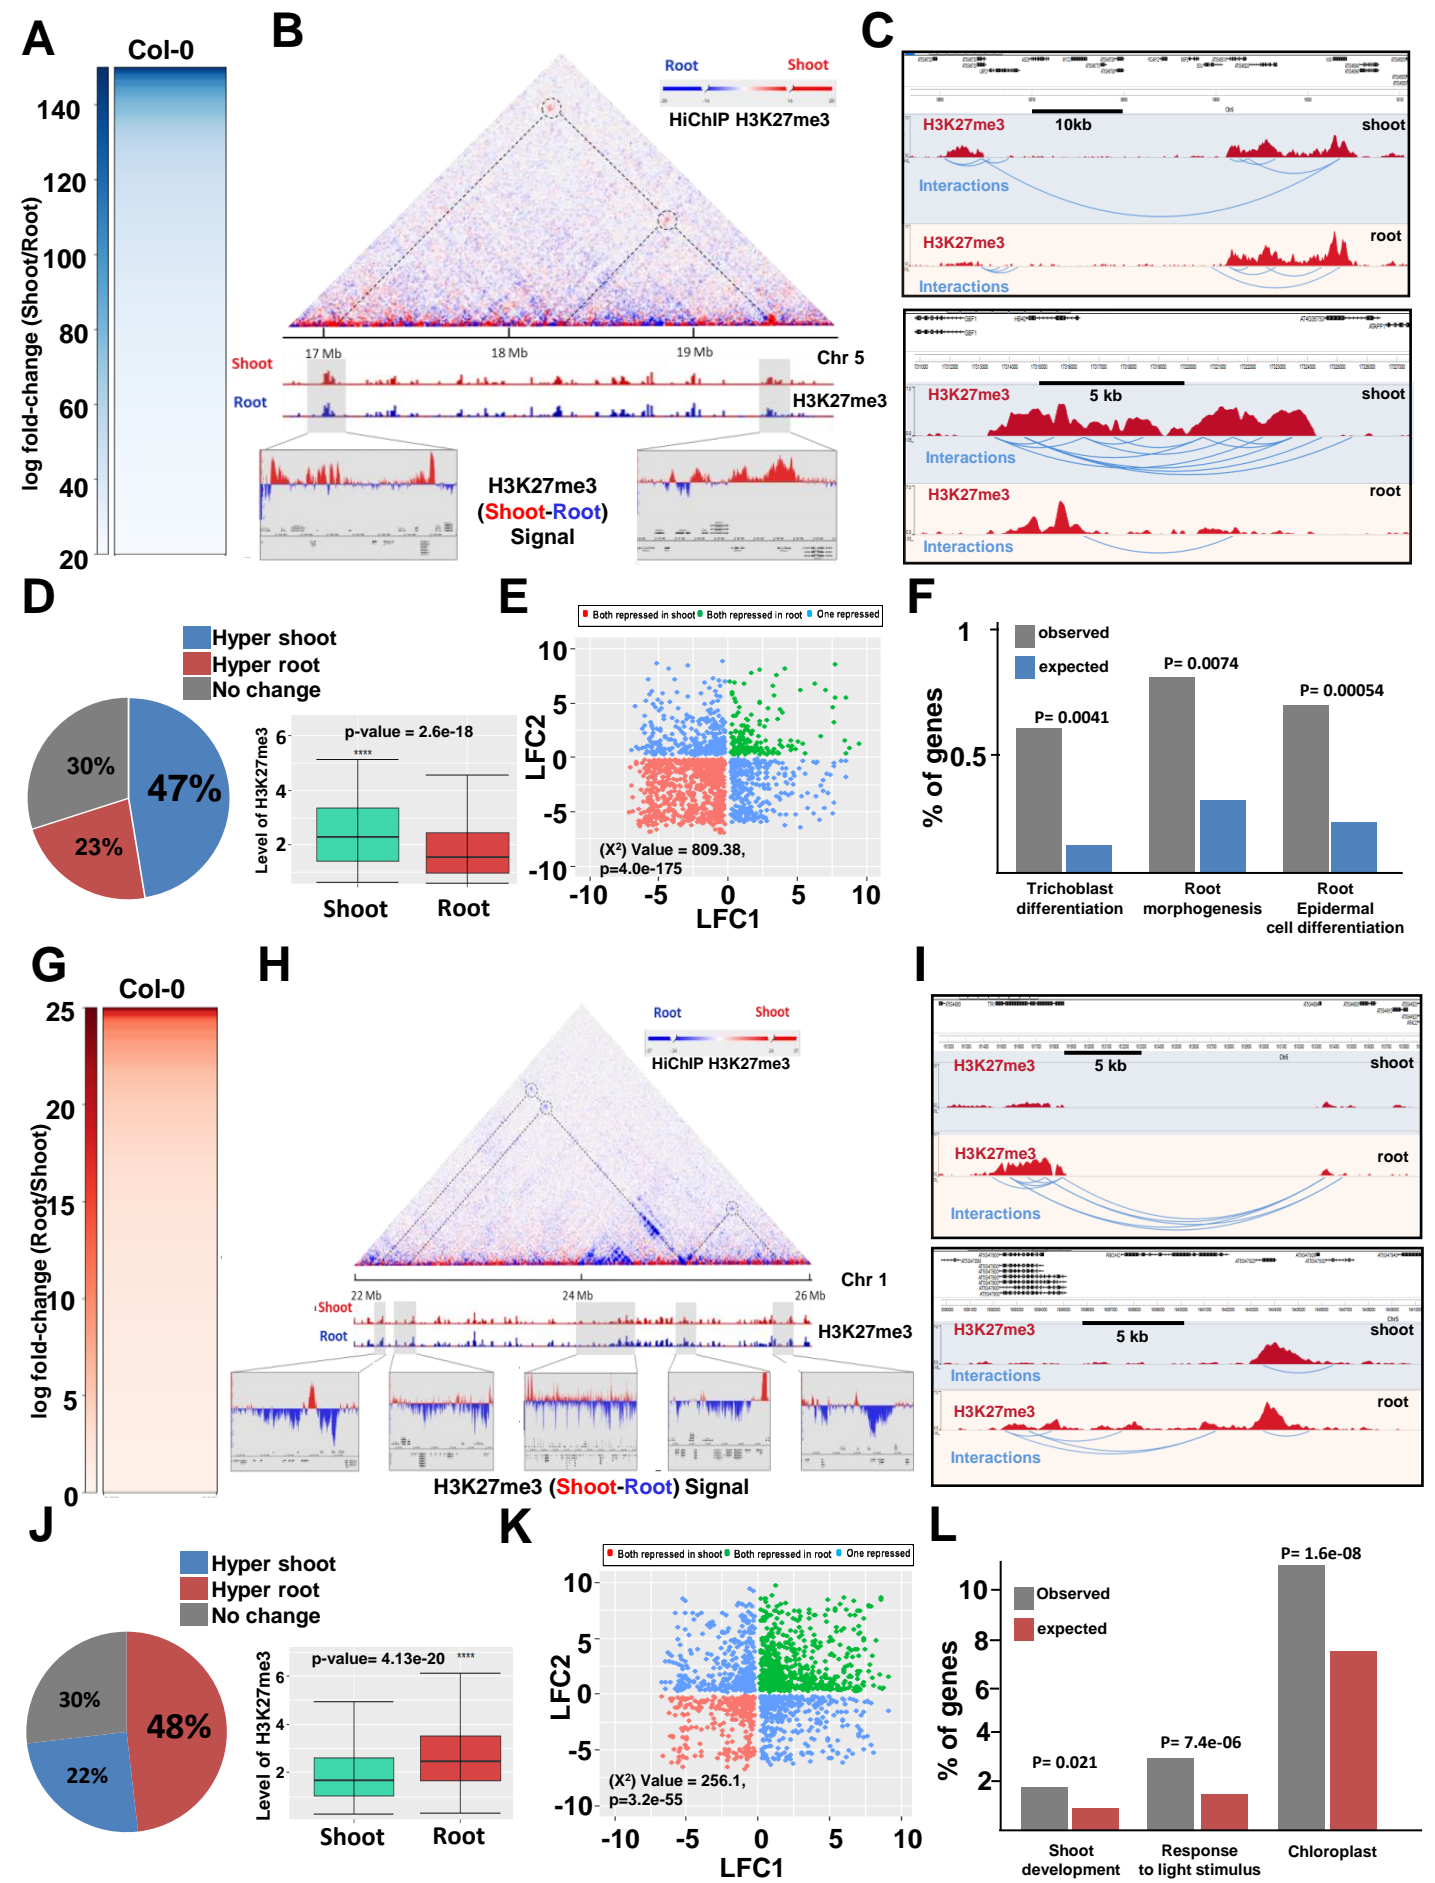 A
Col-0
log fold-change (Shoot/Root)
140
120
100
80
60
40
20
B
Root
Shoot
HiChIP H3K27me3
17 Mb
18 Mb
19 Mb
Chr 5
Shoot
Root
H3K27me3
H3K27me3
(Shoot-Root)
Signal
C
H3K27me3
10kb
shoot
Interactions
H3K27me3
root
Interactions
H3K27me3
5 kb
shoot
Interactions
H3K27me3
root
Interactions
D
Hyper shoot
Hyper root
No change
30%
47%
23%
Level of H3K27me3
6
4
2
p-value = 2.6e-18
****
Shoot
Root
E
Both repressed in shoot
Both repressed in root
One repressed
LFC2
10
5
0
-5
-10
(X²) Value = 809.38,
p=4.0e-175
-10
-5
0
5
10
LFC1
F
% of genes
1
0.5
observed
expected
P= 0.0041
P= 0.0074
P= 0.00054
Trichoblast
differentiation
Root
morphogenesis
Root
Epidermal
cell differentiation
G
Col-0
log fold-change (Root/Shoot)
25
20
15
10
5
0
H
Root
Shoot
HiChIP H3K27me3
22 Mb
24 Mb
26 Mb
Chr 1
Shoot
Root
H3K27me3
H3K27me3 (Shoot-Root) Signal
I
H3K27me3
5 kb
shoot
H3K27me3
root
Interactions
H3K27me3
5 kb
shoot
Interactions
H3K27me3
root
Interactions
J
Hyper shoot
Hyper root
No change
30%
48%
22%
Level of H3K27me3
6
4
2
p-value= 4.13e-20
****
Shoot
Root
K
Both repressed in shoot
Both repressed in root
One repressed
LFC2
10
5
0
-5
-10
(X²) Value = 256.1,
p=3.2e-55
-10
-5
0
5
10
LFC1
L
% of genes
10
8
6
4
2
Observed
expected
P= 0.021
P= 7.4e-06
P= 1.6e-08
Shoot
development
Response
to light stimulus
Chloroplast